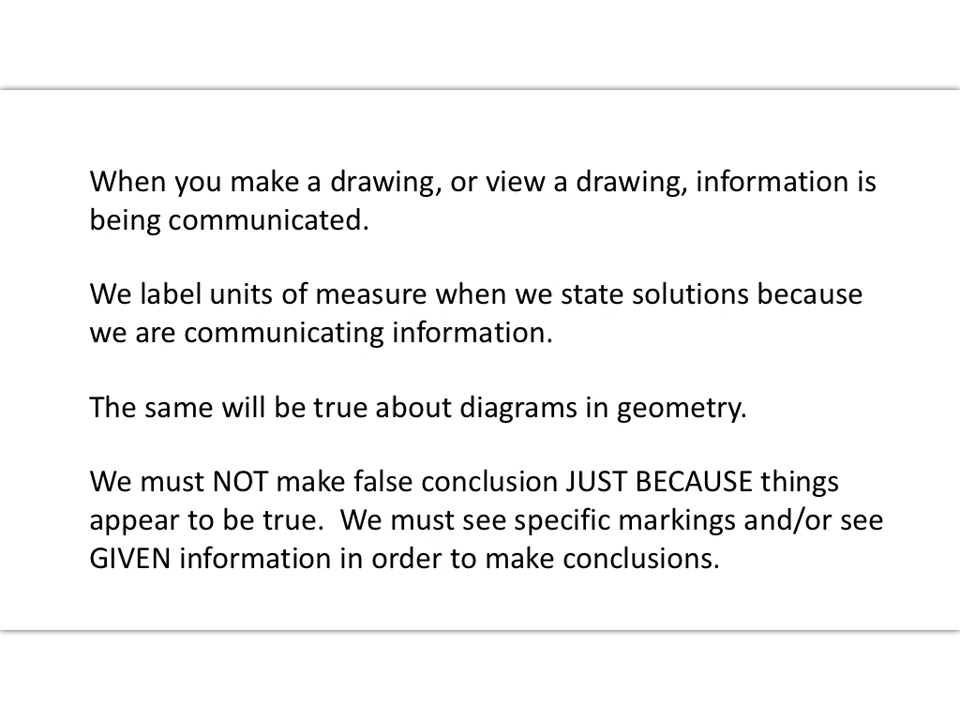 When you make a drawing, or view a drawing, information is
being communicated.
We label units of measure when we state solutions because
we are communicating information.
The same will be true about diagrams in geometry.
We must NOT make false conclusion JUST BECAUSE things
appear to be true.  We must see specific markings and/or see
GIVEN information in order to make conclusions.